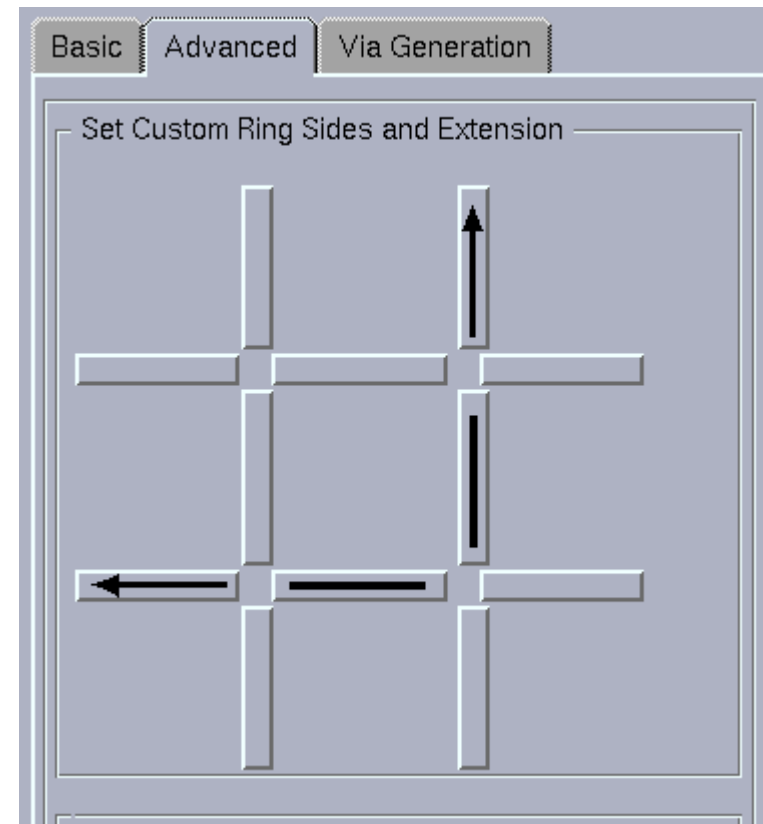 Basic Advanced Via Generation
Set Custom Ring Sides and Extension